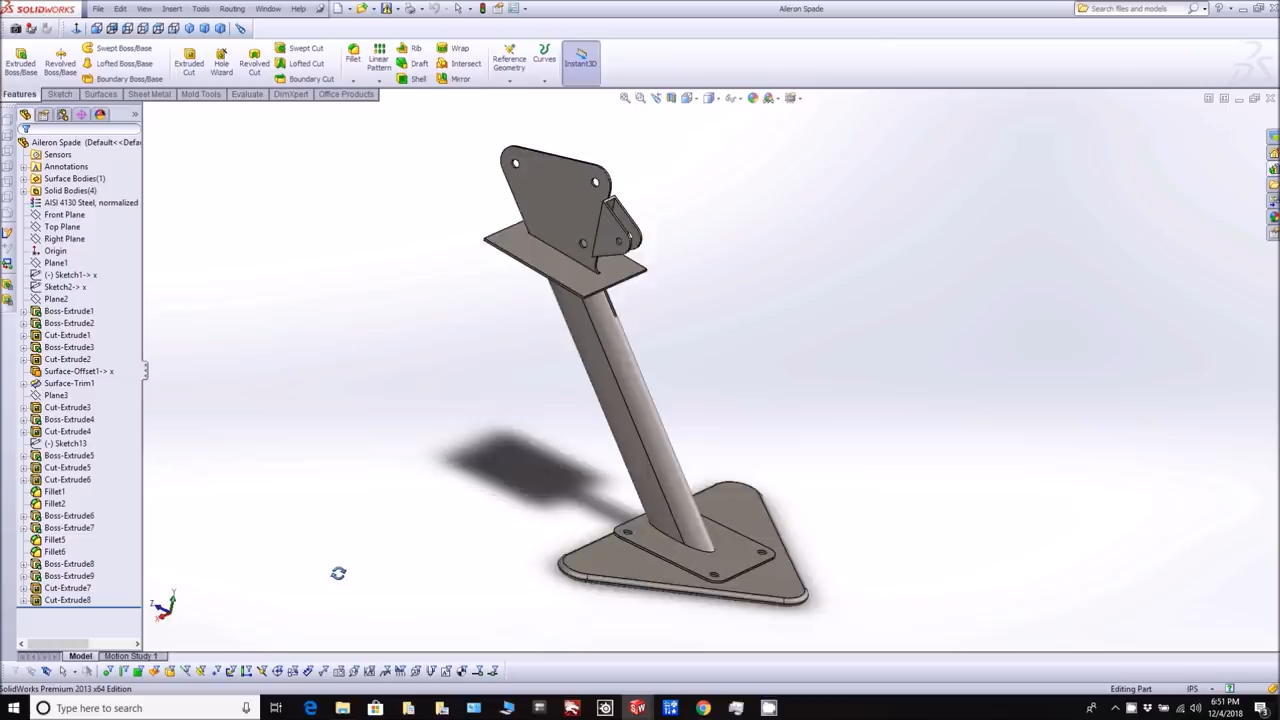 SOLIDWORKS File Edit View Insert Tools Routing Window Help Aileron Spade Search files and models
Extruded Boss/Base Revolved Boss/Base Swept Boss/Base Lofted Boss/Base Boundary Boss/Base Extruded Cut Hole Wizard Revolved Cut Swept Cut Lofted Cut Boundary Cut Fillet Linear Pattern Rib Draft Shell Wrap Intersect Mirror Reference Geometry Curves Instant3D
Features Sketch Surfaces Sheet Metal Mold Tools Evaluate DimXpert Office Products
Aileron Spade (Default<<Defa
Sensors
Annotations
Surface Bodies(1)
Solid Bodies(4)
AISI 4130 Steel, normalized
Front Plane
Top Plane
Right Plane
Origin
Plane1
(-) Sketch1-> x
Sketch2-> x
Plane2
Boss-Extrude1
Boss-Extrude2
Cut-Extrude1
Boss-Extrude3
Cut-Extrude2
Surface-Offset1-> x
Surface-Trim1
Plane3
Cut-Extrude3
Boss-Extrude4
Cut-Extrude4
(-) Sketch13
Boss-Extrude5
Cut-Extrude5
Cut-Extrude6
Fillet1
Fillet2
Boss-Extrude6
Boss-Extrude7
Fillet5
Fillet6
Boss-Extrude8
Boss-Extrude9
Cut-Extrude7
Cut-Extrude8
Y
Z
X
Model Motion Study 1
SolidWorks Premium 2013 x64 Edition Editing Part IPS
Type here to search 6:51 PM
12/4/2018